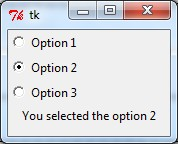 tk
Option 1
Option 2
Option 3
You selected the option 2